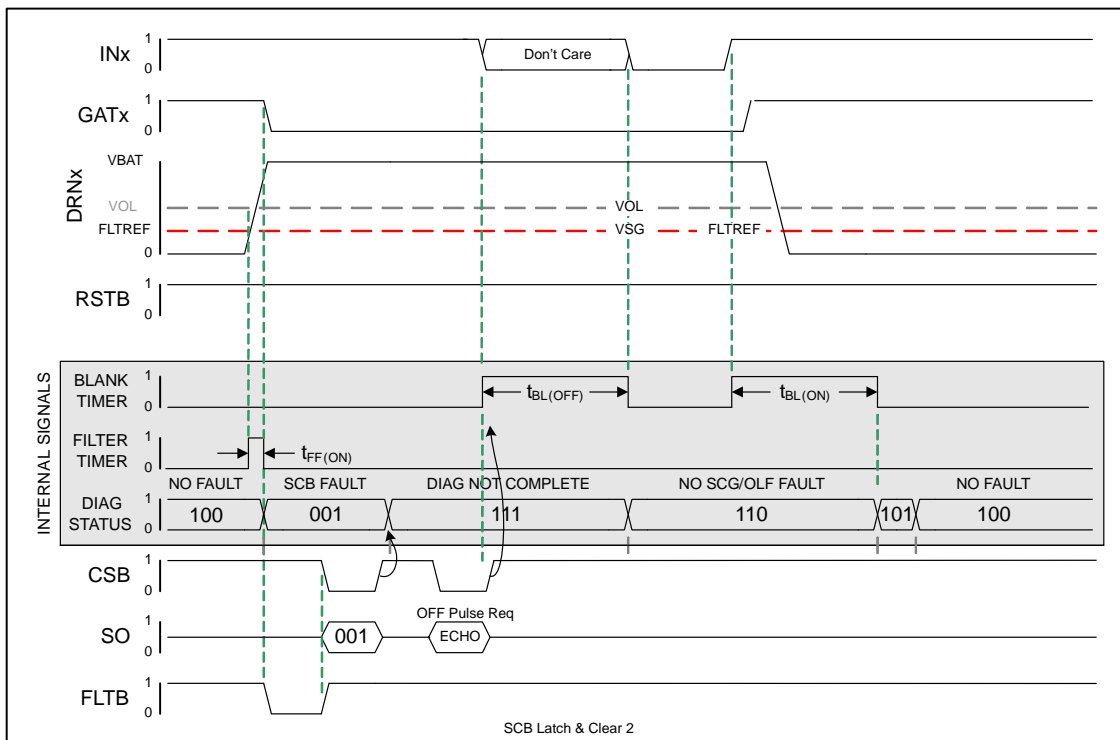 INx
1
0
Don't Care
GATx
1
0
DRNx
VBAT
VOL
VOL
FLTREF
VSG
FLTREF
0
RSTB
1
0
INTERNAL SIGNALS
BLANK
TIMER
1
0
tBL(OFF)
tBL(ON)
FILTER
TIMER
1
0
tFF(ON)
NO FAULT
SCB FAULT
DIAG NOT COMPLETE
NO SCG/OLF FAULT
NO FAULT
DIAG
STATUS
1
0
100
001
111
110
101
100
CSB
1
0
OFF Pulse Req
SO
1
0
001
ECHO
FLTB
1
0
SCB Latch & Clear 2